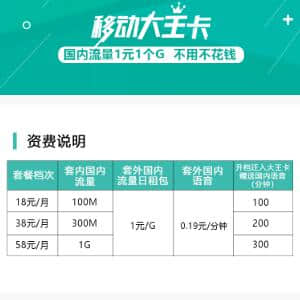 移动大王卡
国内流量1元1个G 不用不花钱
资费说明
套餐档次 套内国内流量 套外国内流量日租包 套外国内语音 开档迁入大王卡赠送国内语音(分钟)
18元/月 100M 1元/G 0.19元/分钟 100
38元/月 300M 200
58元/月 1G 300